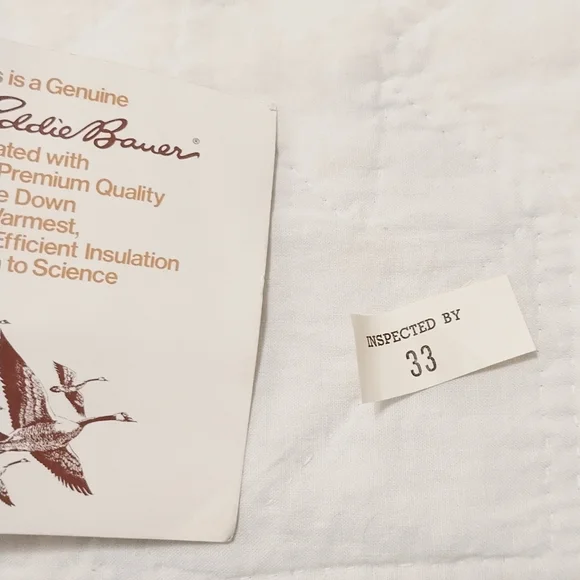 s is a Genuine
Eddie Bauer®
ated with
Premium Quality
e Down
Warmest,
Efficient Insulation
n to Science
INSPECTED BY
33